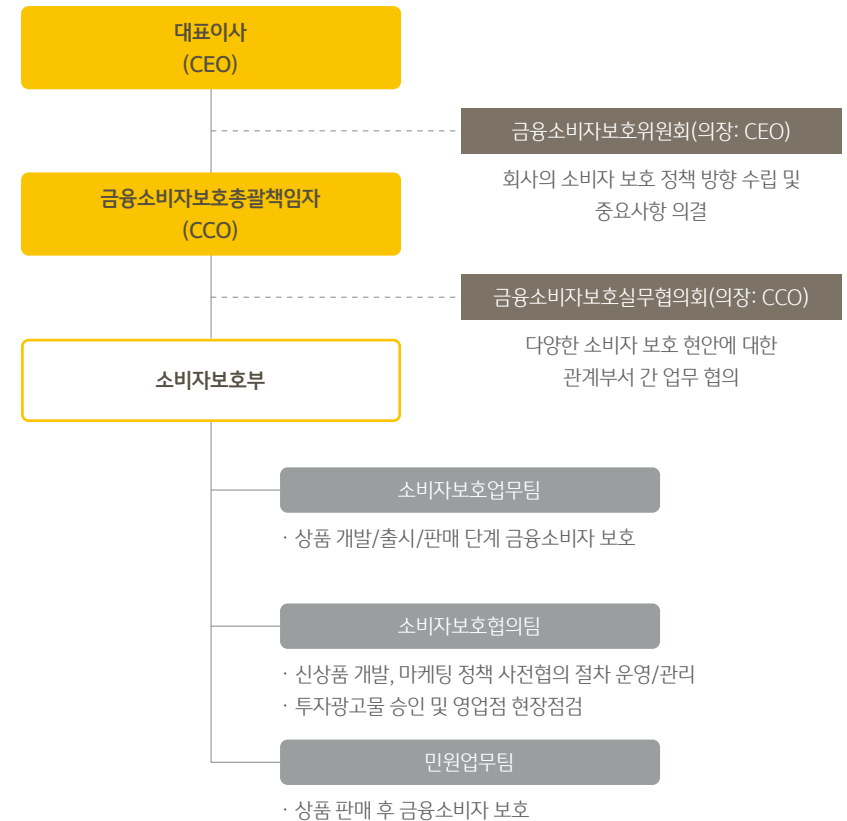 대표이사
(CEO)
금융소비자보호위원회(의장: CEO)
회사의 소비자 보호 정책 방향 수립 및
중요사항 의결
금융소비자보호총괄책임자
(CCO)
금융소비자보호실무협의회(의장: CCO)
다양한 소비자 보호 현안에 대한
관계부서 간 업무 협의
소비자보호부
소비자보호업무팀
· 상품 개발/출시/판매 단계 금융소비자 보호
소비자보호협의팀
· 신상품 개발, 마케팅 정책 사전협의 절차 운영/관리
· 투자광고물 승인 및 영업점 현장점검
민원업무팀
· 상품 판매 후 금융소비자 보호